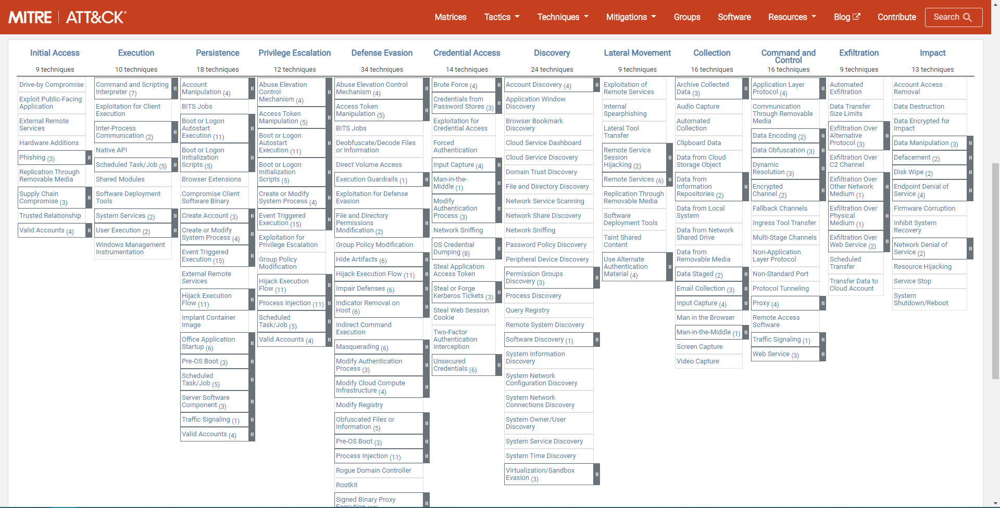 MITRE | ATT&CK®
Matrices
Tactics
Techniques
Mitigations
Groups
Software
Resources
Blog
Contribute
Search
Initial Access
9 techniques
Drive-by Compromise
Exploit Public-Facing
Application
External Remote
Services
Hardware Additions
Phishing (3)
Replication Through
Removable Media
Supply Chain
Compromise (3)
Trusted Relationship
Valid Accounts (4)
Execution
10 techniques
Command and Scripting
Interpreter (7)
Exploitation for Client
Execution
Inter-Process
Communication (2)
Native API
Scheduled Task/Job (5)
Shared Modules
Software Deployment
Tools
System Services (2)
User Execution (2)
Windows Management
Instrumentation
Persistence
18 techniques
Account
Manipulation (4)
BITS Jobs
Boot or Logon
Autostart
Execution (11)
Boot or Logon
Initialization
Scripts (5)
Browser Extensions
Compromise Client
Software Binary
Create Account (3)
Create or Modify
System Process (4)
Event Triggered
Execution (15)
External Remote
Services
Hijack Execution
Flow (11)
Implant Container
Image
Office Application
Startup (6)
Pre-OS Boot (3)
Scheduled
Task/Job (5)
Server Software
Component (3)
Traffic Signaling (1)
Valid Accounts (4)
Privilege Escalation
12 techniques
Abuse Elevation
Control
Mechanism (4)
Access Token
Manipulation (5)
Boot or Logon
Autostart
Execution (11)
Boot or Logon
Initialization
Scripts (5)
Create or Modify
System Process (4)
Event Triggered
Execution (15)
Exploitation for
Privilege Escalation
Group Policy
Modification
Hijack Execution
Flow (11)
Process Injection (11)
Scheduled
Task/Job (5)
Valid Accounts (4)
Defense Evasion
34 techniques
Abuse Elevation Control
Mechanism (4)
Access Token
Manipulation (5)
BITS Jobs
Deobfuscate/Decode Files
or Information
Direct Volume Access
Execution Guardrails (1)
Exploitation for Defense
Evasion
File and Directory
Permissions
Modification (2)
Group Policy Modification
Hide Artifacts (6)
Hijack Execution Flow (11)
Impair Defenses (6)
Indicator Removal on
Host (6)
Indirect Command
Execution
Masquerading (6)
Modify Authentication
Process (3)
Modify Cloud Compute
Infrastructure (4)
Modify Registry
Obfuscated Files or
Information (5)
Pre-OS Boot (3)
Process Injection (11)
Rogue Domain Controller
Rootkit
Signed Binary Proxy
Credential Access
14 techniques
Brute Force (4)
Credentials from
Password Stores (3)
Exploitation for
Credential Access
Forced
Authentication
Input Capture (4)
Man-in-the-
Middle (1)
Modify
Authentication
Process (3)
Network Sniffing
OS Credential
Dumping (8)
Steal Application
Access Token
Steal or Forge
Kerberos Tickets (3)
Steal Web Session
Cookie
Two-Factor
Authentication
Interception
Unsecured
Credentials (6)
Discovery
24 techniques
Account Discovery (4)
Application Window
Discovery
Browser Bookmark
Discovery
Cloud Service Dashboard
Cloud Service Discovery
Domain Trust Discovery
File and Directory Discovery
Network Service Scanning
Network Share Discovery
Network Sniffing
Password Policy Discovery
Peripheral Device Discovery
Permission Groups
Discovery (3)
Process Discovery
Query Registry
Remote System Discovery
Software Discovery (1)
System Information
Discovery
System Network
Configuration Discovery
System Network
Connections Discovery
System Owner/User
Discovery
System Service Discovery
System Time Discovery
Virtualization/Sandbox
Evasion (3)
Lateral Movement
9 techniques
Exploitation of
Remote Services
Internal
Spearphishing
Lateral Tool
Transfer
Remote Service
Session
Hijacking (2)
Remote Services (6)
Replication Through
Removable Media
Software
Deployment Tools
Taint Shared
Content
Use Alternate
Authentication
Material (4)
Collection
16 techniques
Archive Collected
Data (3)
Audio Capture
Automated
Collection
Clipboard Data
Data from Cloud
Storage Object
Data from
Information
Repositories (2)
Data from Local
System
Data from Network
Shared Drive
Data from
Removable Media
Data Staged (2)
Email Collection (3)
Input Capture (4)
Man in the Browser
Man-in-the-Middle (1)
Screen Capture
Video Capture
Command and
Control
16 techniques
Application Layer
Protocol (4)
Communication
Through Removable
Media
Data Encoding (2)
Data Obfuscation (3)
Dynamic
Resolution (3)
Encrypted
Channel (2)
Fallback Channels
Ingress Tool Transfer
Multi-Stage Channels
Non-Application
Layer Protocol
Non-Standard Port
Protocol Tunneling
Proxy (4)
Remote Access
Software
Traffic Signaling (1)
Web Service (3)
Exfiltration
9 techniques
Automated
Exfiltration
Data Transfer
Size Limits
Exfiltration Over
Alternative
Protocol (3)
Exfiltration Over
C2 Channel
Exfiltration Over
Other Network
Medium (1)
Exfiltration Over
Physical
Medium (1)
Exfiltration Over
Web Service (2)
Scheduled
Transfer
Transfer Data to
Cloud Account
Impact
13 techniques
Account Access
Removal
Data Destruction
Data Encrypted for
Impact
Data Manipulation (3)
Defacement (2)
Disk Wipe (2)
Endpoint Denial of
Service (4)
Firmware Corruption
Inhibit System
Recovery
Network Denial of
Service (2)
Resource Hijacking
Service Stop
System
Shutdown/Reboot